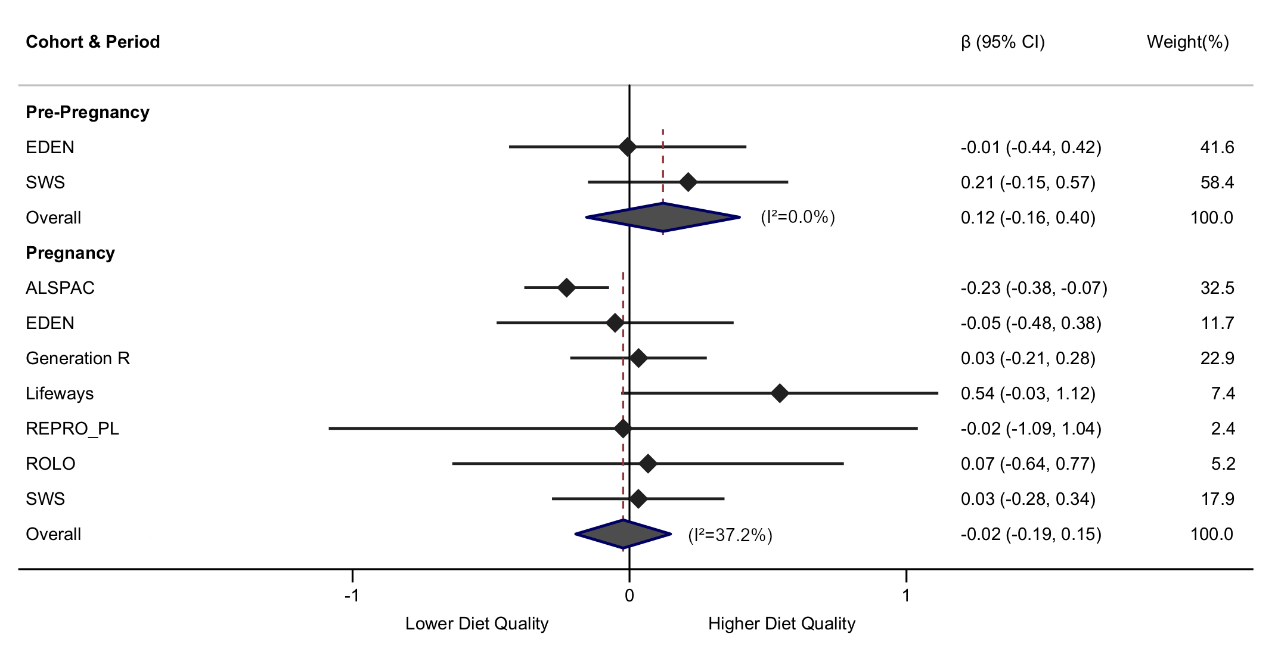 Cohort & Period β (95% CI) Weight(%)
Pre-Pregnancy
EDEN -0.01 (-0.44, 0.42) 41.6
SWS 0.21 (-0.15, 0.57) 58.4
Overall (I²=0.0%) 0.12 (-0.16, 0.40) 100.0
Pregnancy
ALSPAC -0.23 (-0.38, -0.07) 32.5
EDEN -0.05 (-0.48, 0.38) 11.7
Generation R 0.03 (-0.21, 0.28) 22.9
Lifeways 0.54 (-0.03, 1.12) 7.4
REPRO_PL -0.02 (-1.09, 1.04) 2.4
ROLO 0.07 (-0.64, 0.77) 5.2
SWS 0.03 (-0.28, 0.34) 17.9
Overall (I²=37.2%) -0.02 (-0.19, 0.15) 100.0
-1 0 1
Lower Diet Quality Higher Diet Quality